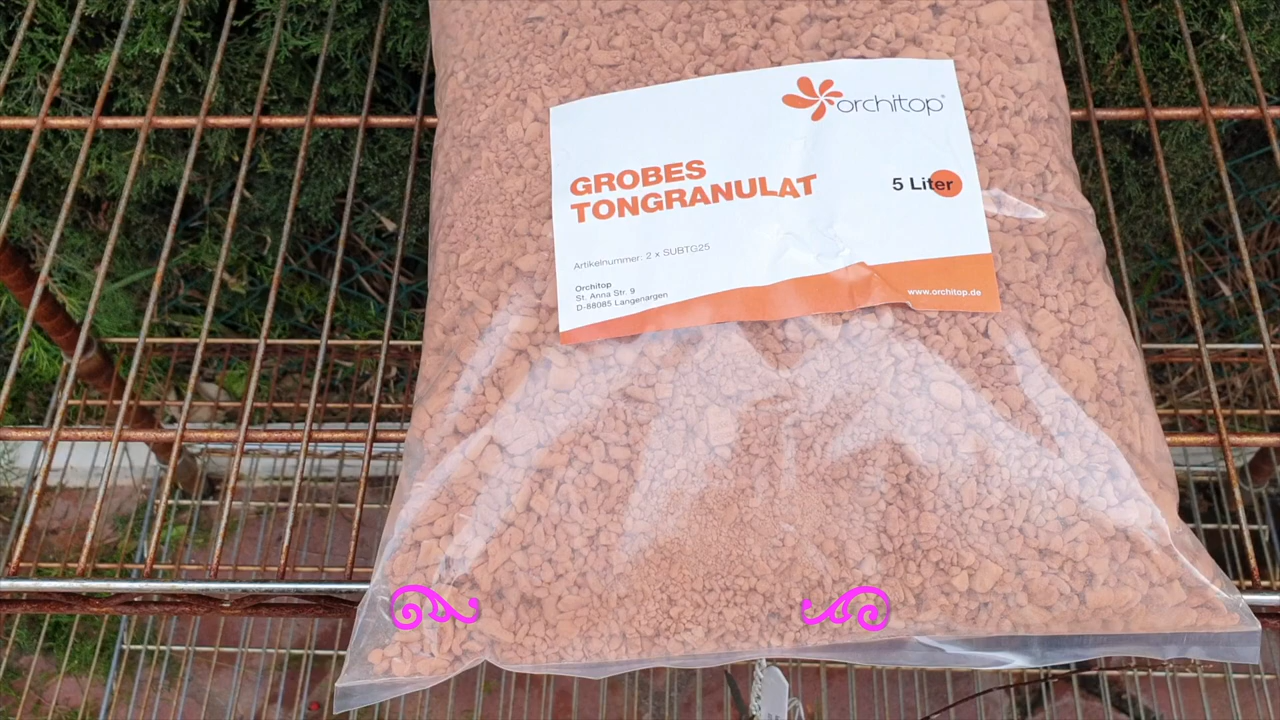 orchitop®
GROBES
TONGRANULAT
5 Liter
Artikelnummer: 2 x SUBTG25
Orchitop
St. Anna Str. 9
D-88085 Langenargen
www.orchitop.de